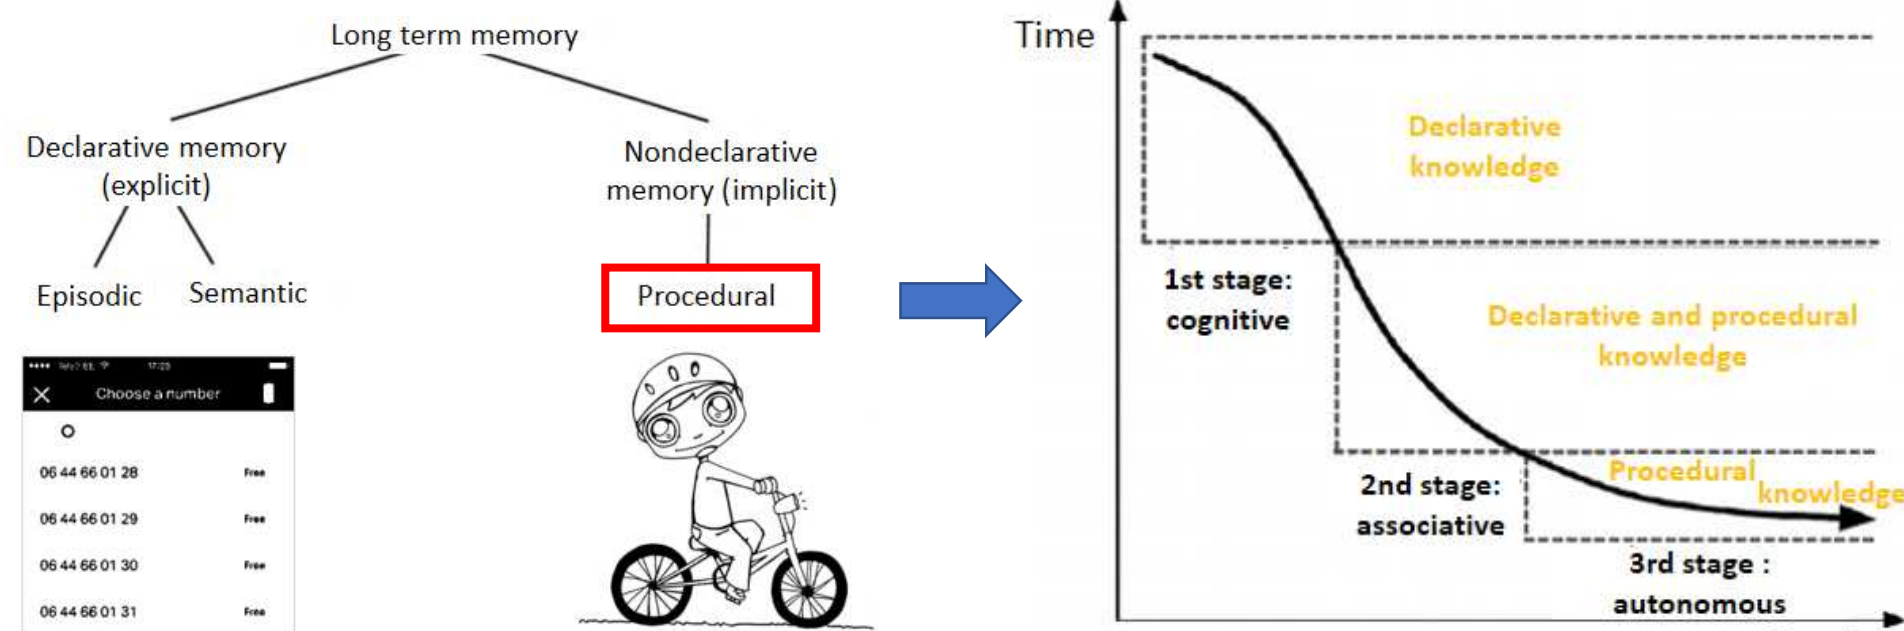 Long term memory
Declarative memory
(explicit)
Nondeclarative
memory (implicit)
Episodic
Semantic
Procedural
17:25
Choose a number
06 44 66 01 28 Free
06 44 66 01 29 Free
06 44 66 01 30 Free
06 44 66 01 31 Free
Time
Declarative
knowledge
1st stage:
cognitive
Declarative and procedural
knowledge
2nd stage:
associative
Procedural
knowledge
3rd stage :
autonomous